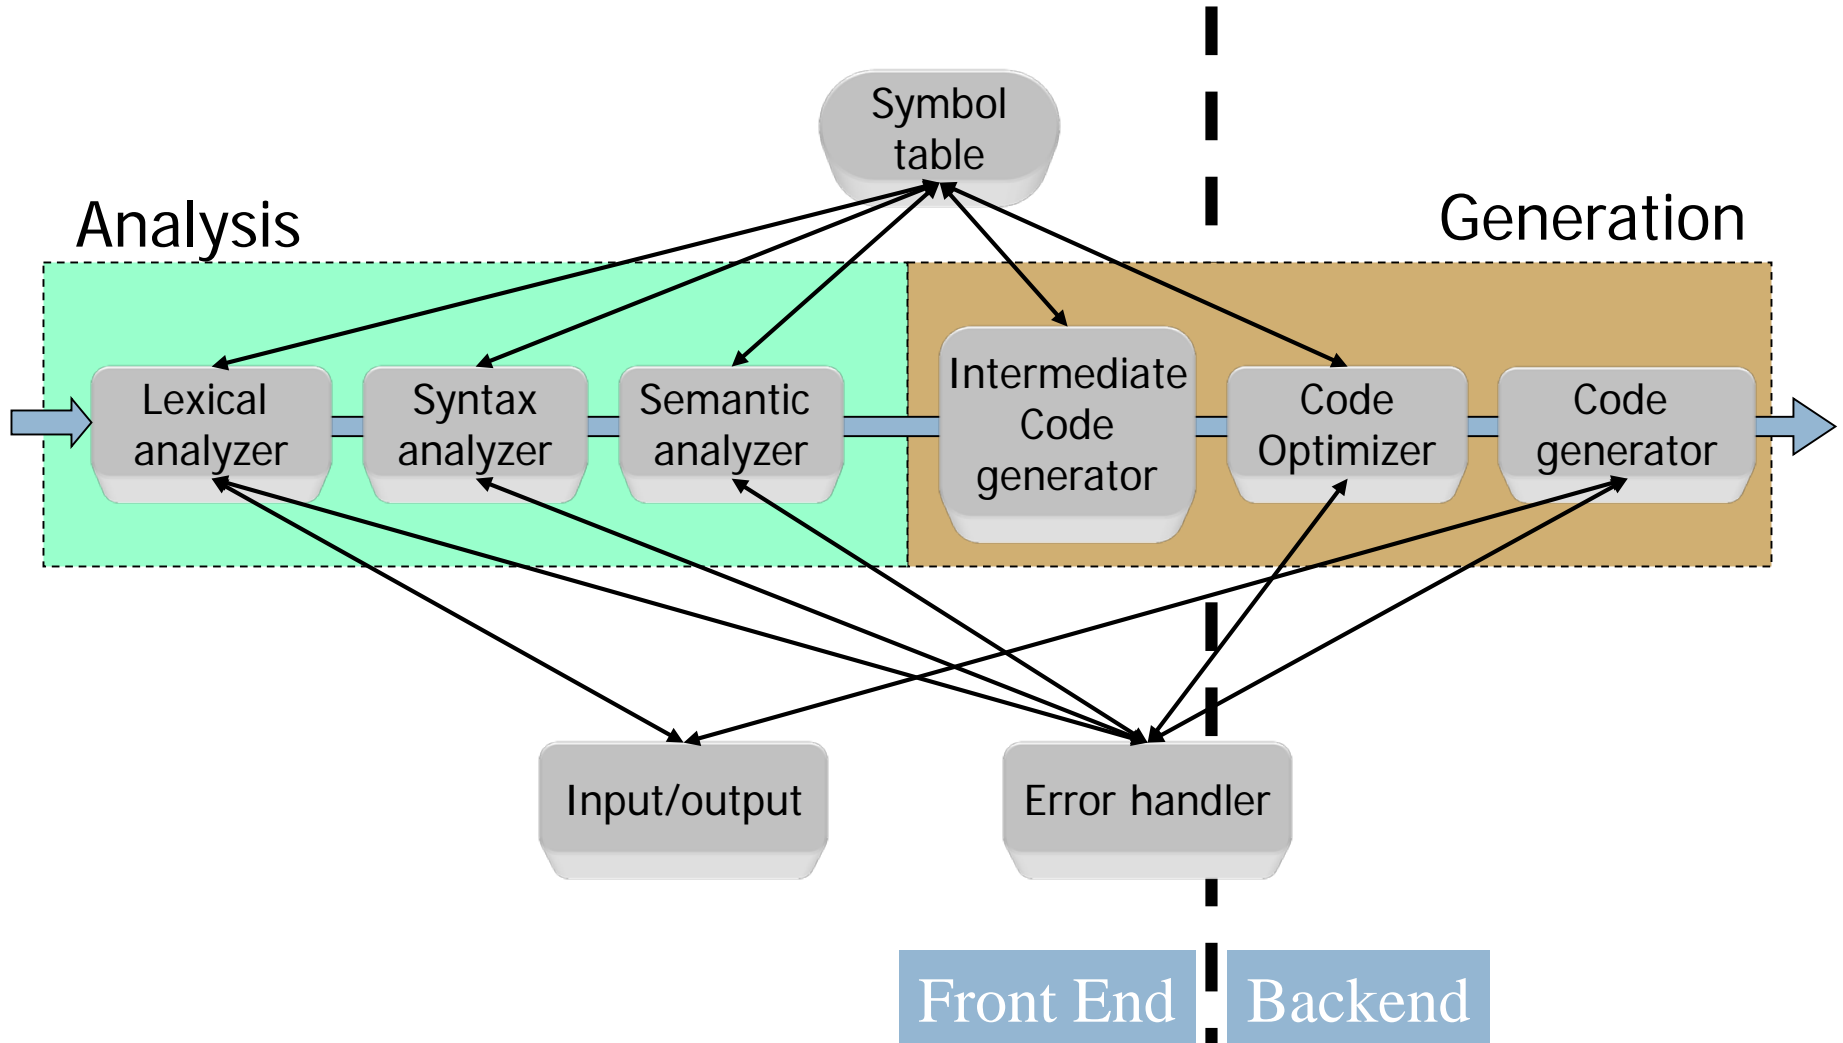 Symbol
table
Analysis
Generation
Lexical
analyzer
Syntax
analyzer
Semantic
analyzer
Intermediate
Code
generator
Code
Optimizer
Code
generator
Input/output
Error handler
Front End
Backend